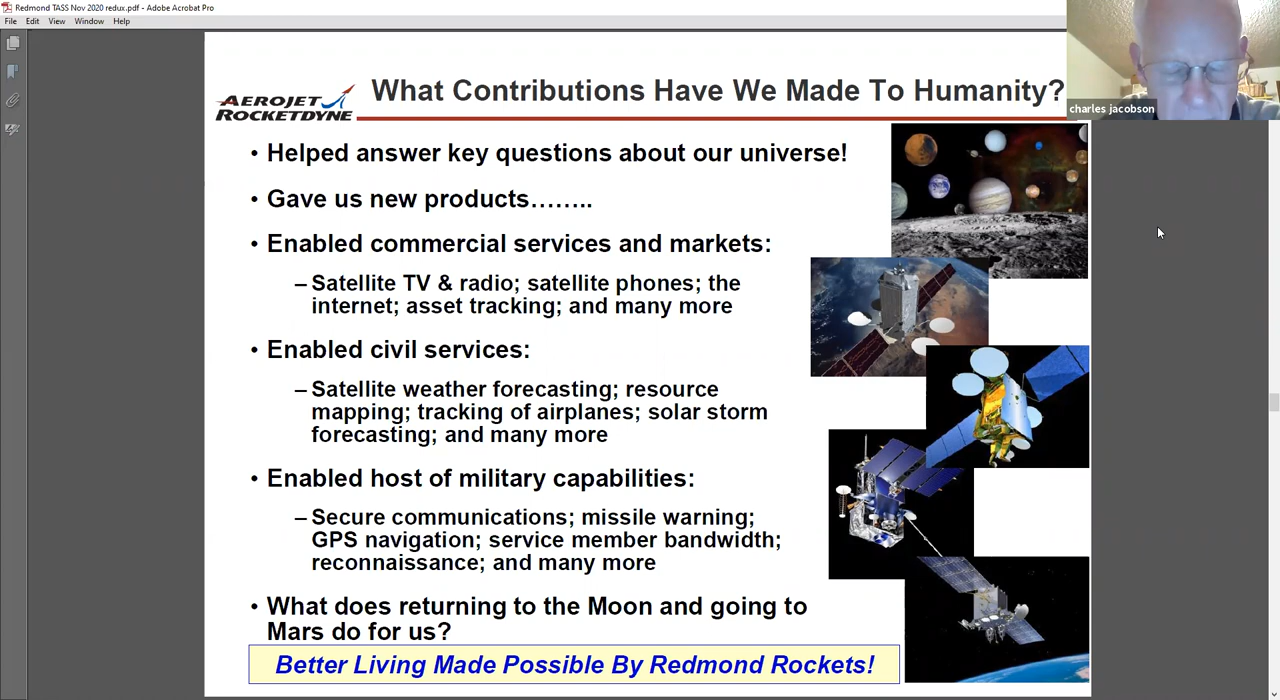 Redmond TASS Nov 2020 redux.pdf - Adobe Acrobat Pro
File Edit View Window Help
AEROJET
ROCKETDYNE
What Contributions Have We Made To Humanity?
charles jacobson
• Helped answer key questions about our universe!
• Gave us new products……..
• Enabled commercial services and markets:
– Satellite TV & radio; satellite phones; the
internet; asset tracking; and many more
• Enabled civil services:
– Satellite weather forecasting; resource
mapping; tracking of airplanes; solar storm
forecasting; and many more
• Enabled host of military capabilities:
– Secure communications; missile warning;
GPS navigation; service member bandwidth;
reconnaissance; and many more
• What does returning to the Moon and going to
Mars do for us?
Better Living Made Possible By Redmond Rockets!